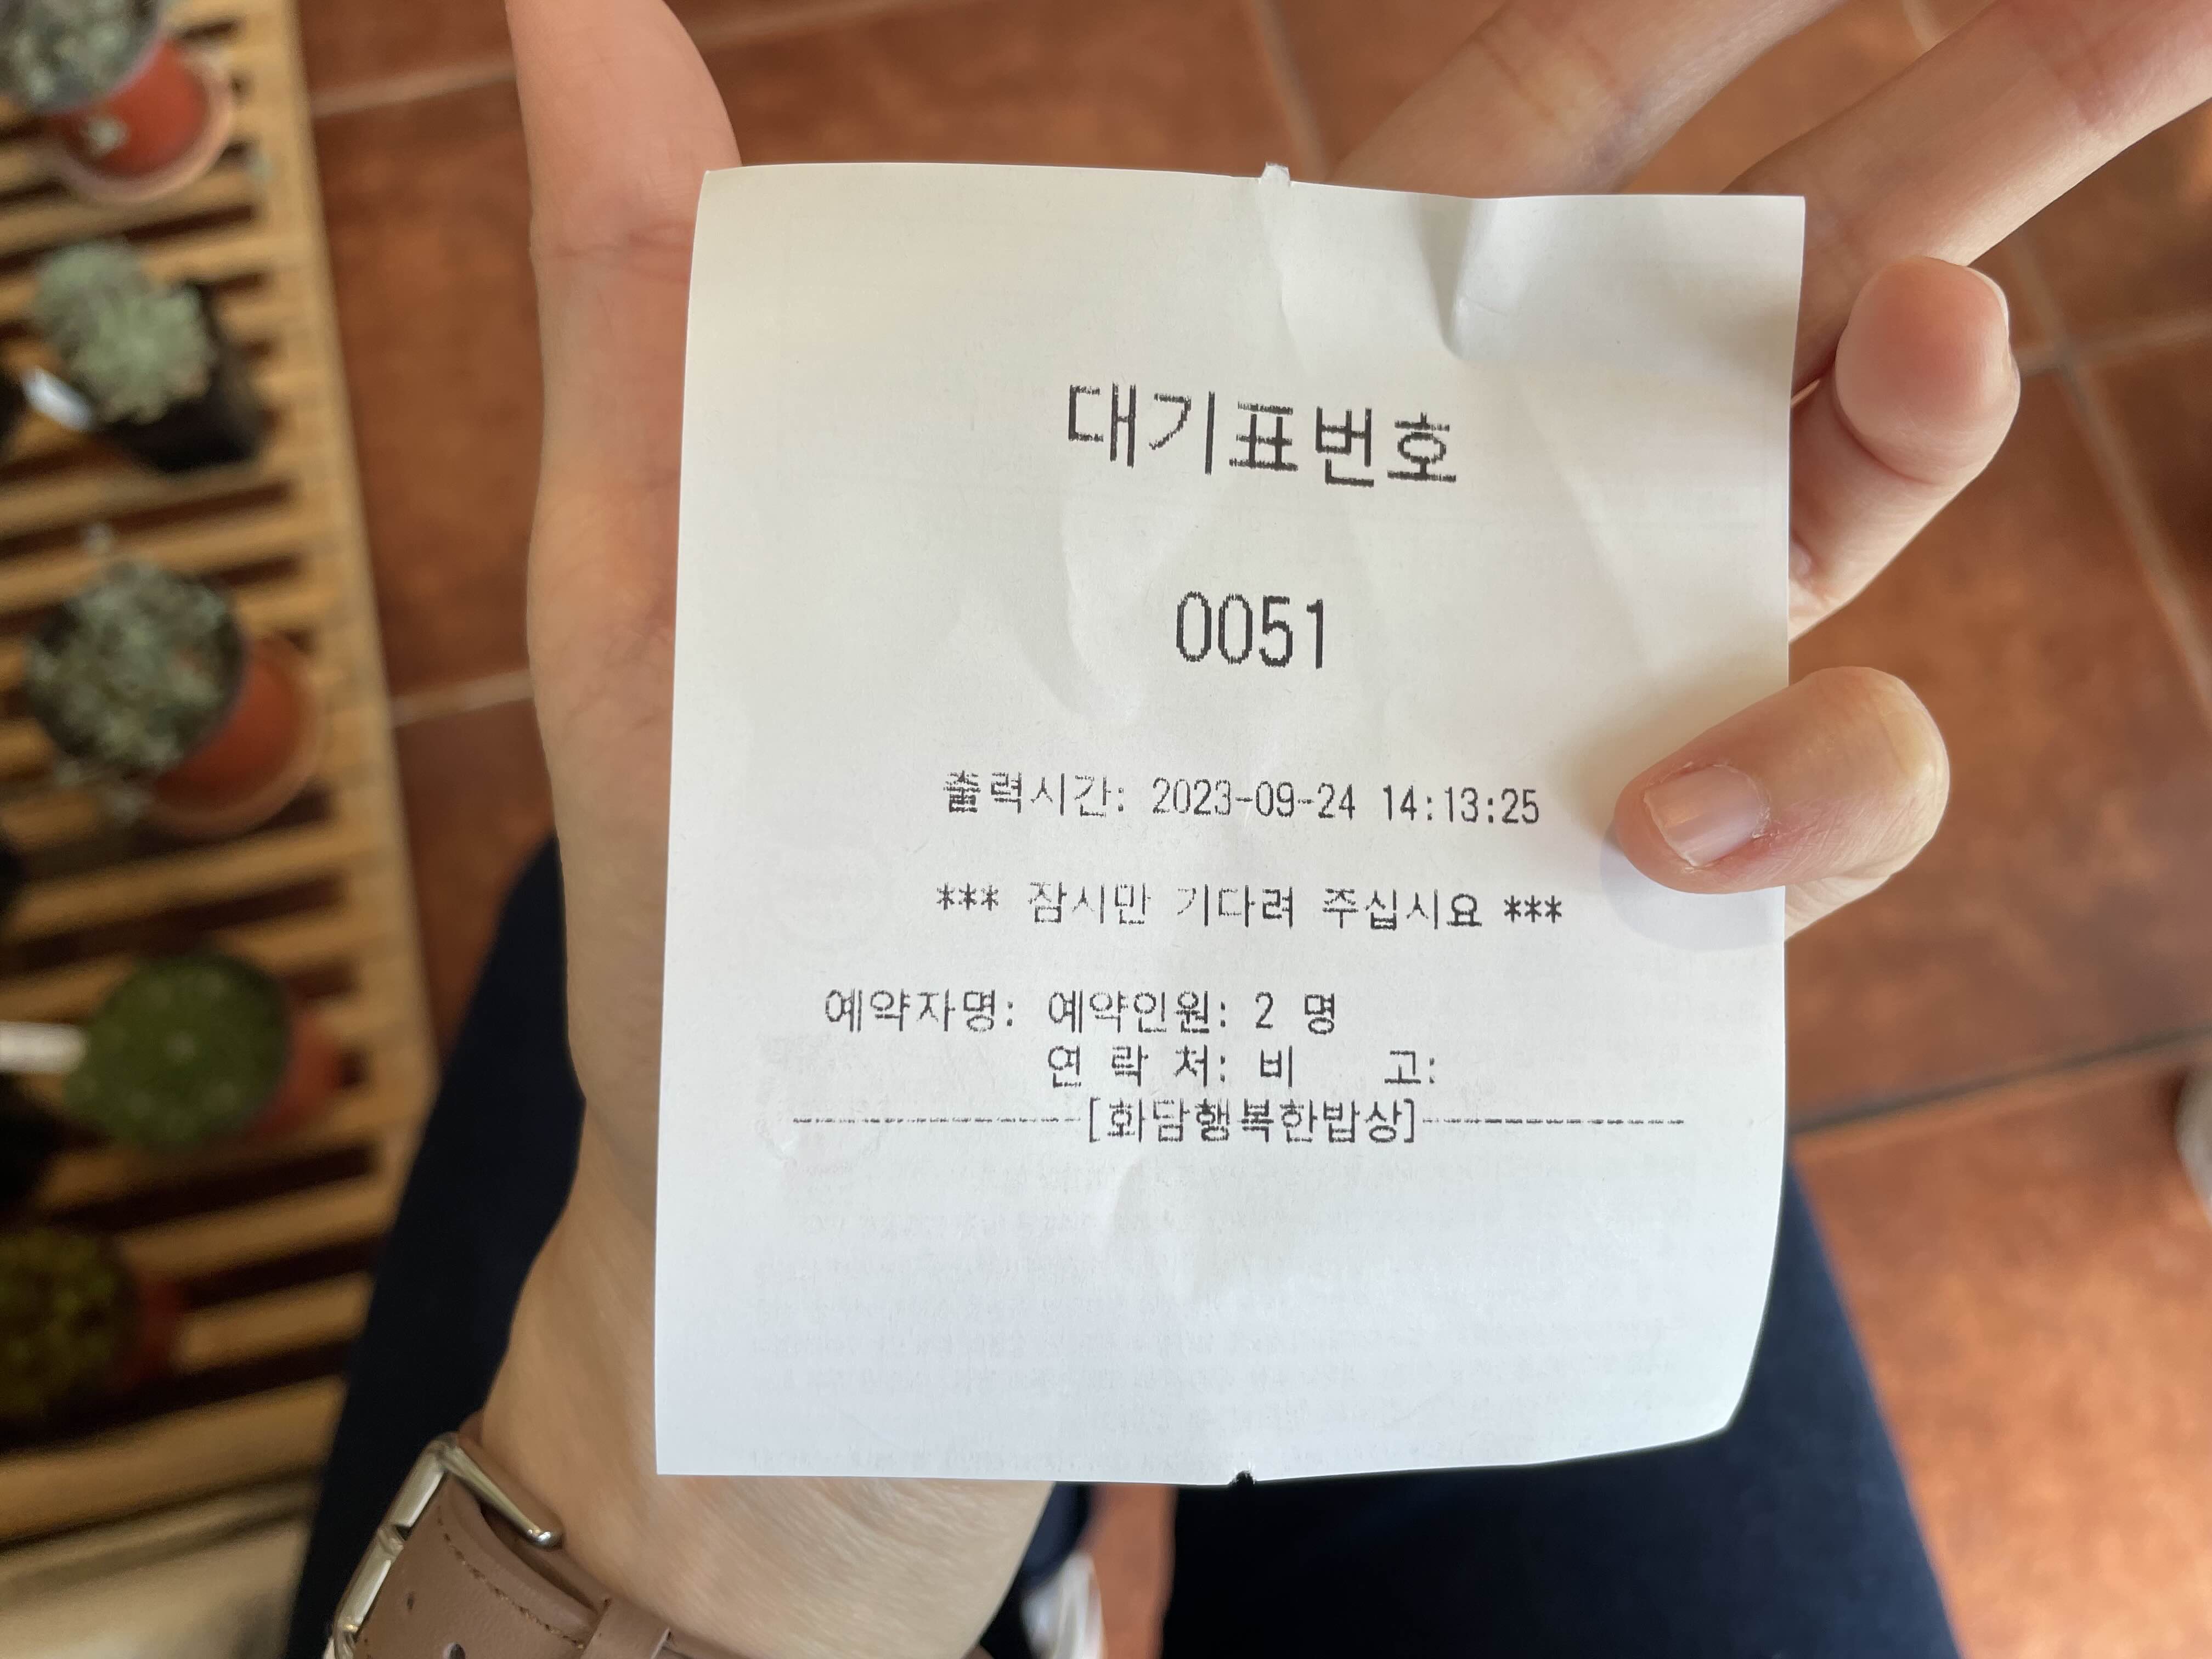 대기표번호
0051
출력시간: 2023-09-24 14:13:25
*** 잠시만 기다려 주십시요 ***
예약자명: 예약인원: 2 명
연 락 처: 비 고:
--------------[화담행복한밥상]--------------